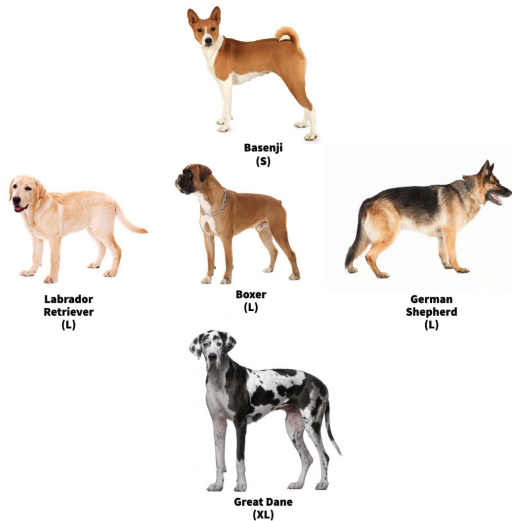 Basenji
(S)
Labrador
Retriever
(L)
Boxer
(L)
German
Shepherd
(L)
Great Dane
(XL)